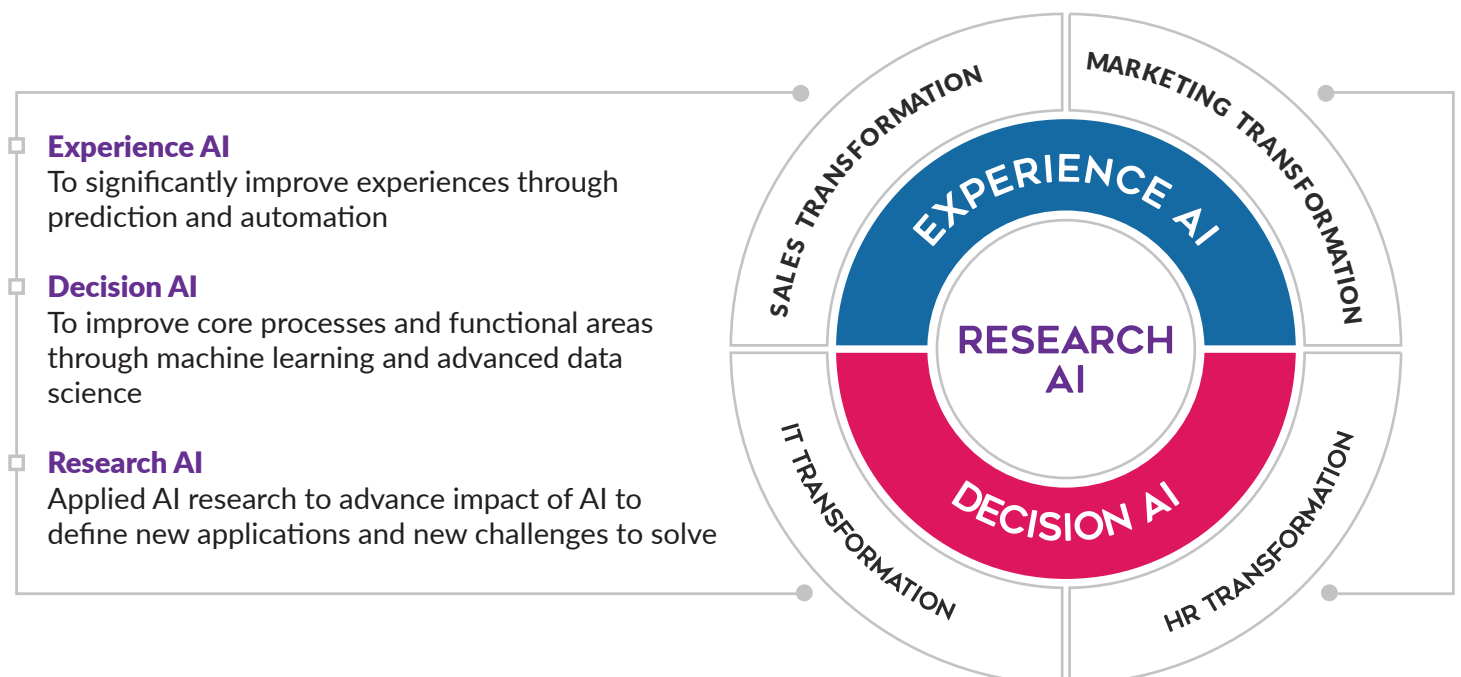 Experience AI
To significantly improve experiences through
prediction and automation
Decision AI
To improve core processes and functional areas
through machine learning and advanced data
science
Research AI
Applied AI research to advance impact of AI to
define new applications and new challenges to solve
SALES TRANSFORMATION
MARKETING TRANSFORMATION
EXPERIENCE AI
RESEARCH
AI
DECISION AI
IT TRANSFORMATION
HR TRANSFORMATION